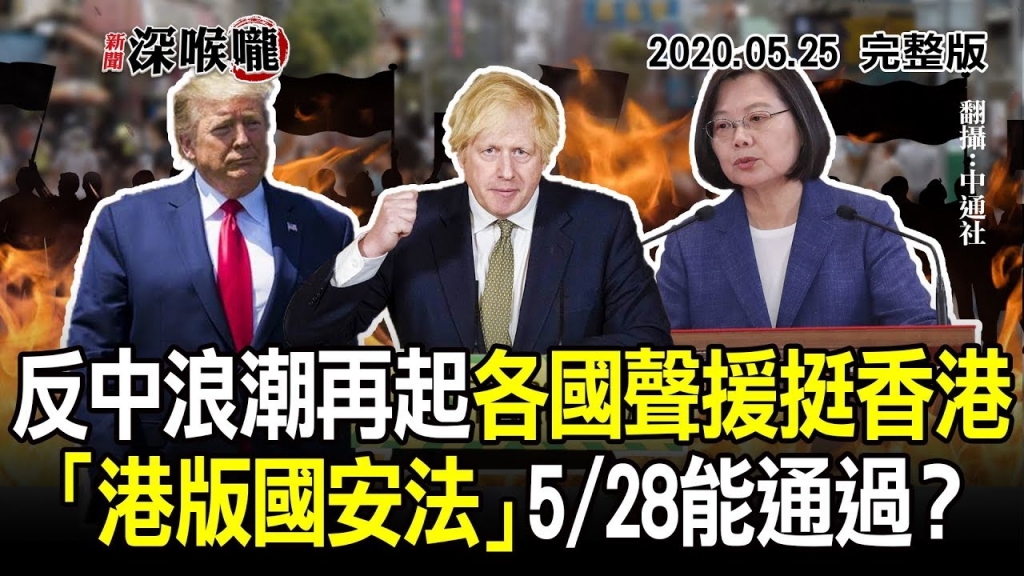 新聞深喉嚨
2020.05.25 完整版
翻攝：中通社
反中浪潮再起各國聲援挺香港
「港版國安法」5/28能通過？